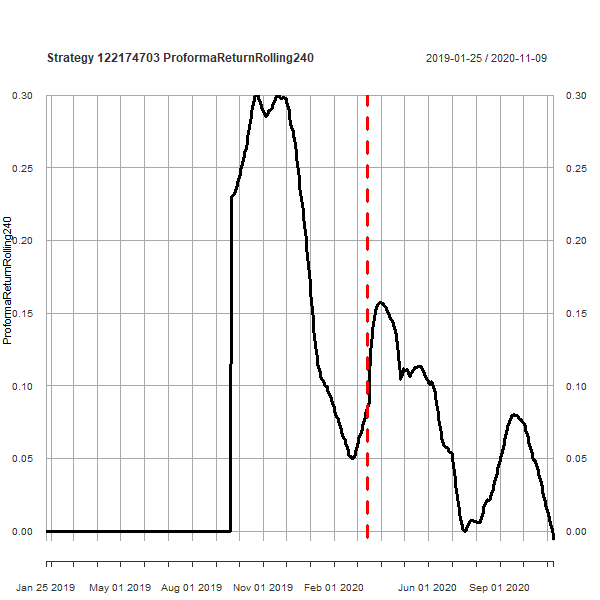 Strategy 122174703 ProformaReturnRolling240
2019-01-25 / 2020-11-09
0.30 0.30
0.25 0.25
0.20 0.20
0.15 0.15
0.10 0.10
0.05 0.05
0.00 0.00
ProformaReturnRolling240
Jan 25 2019 May 01 2019 Aug 01 2019 Nov 01 2019 Feb 01 2020 Jun 01 2020 Sep 01 2020